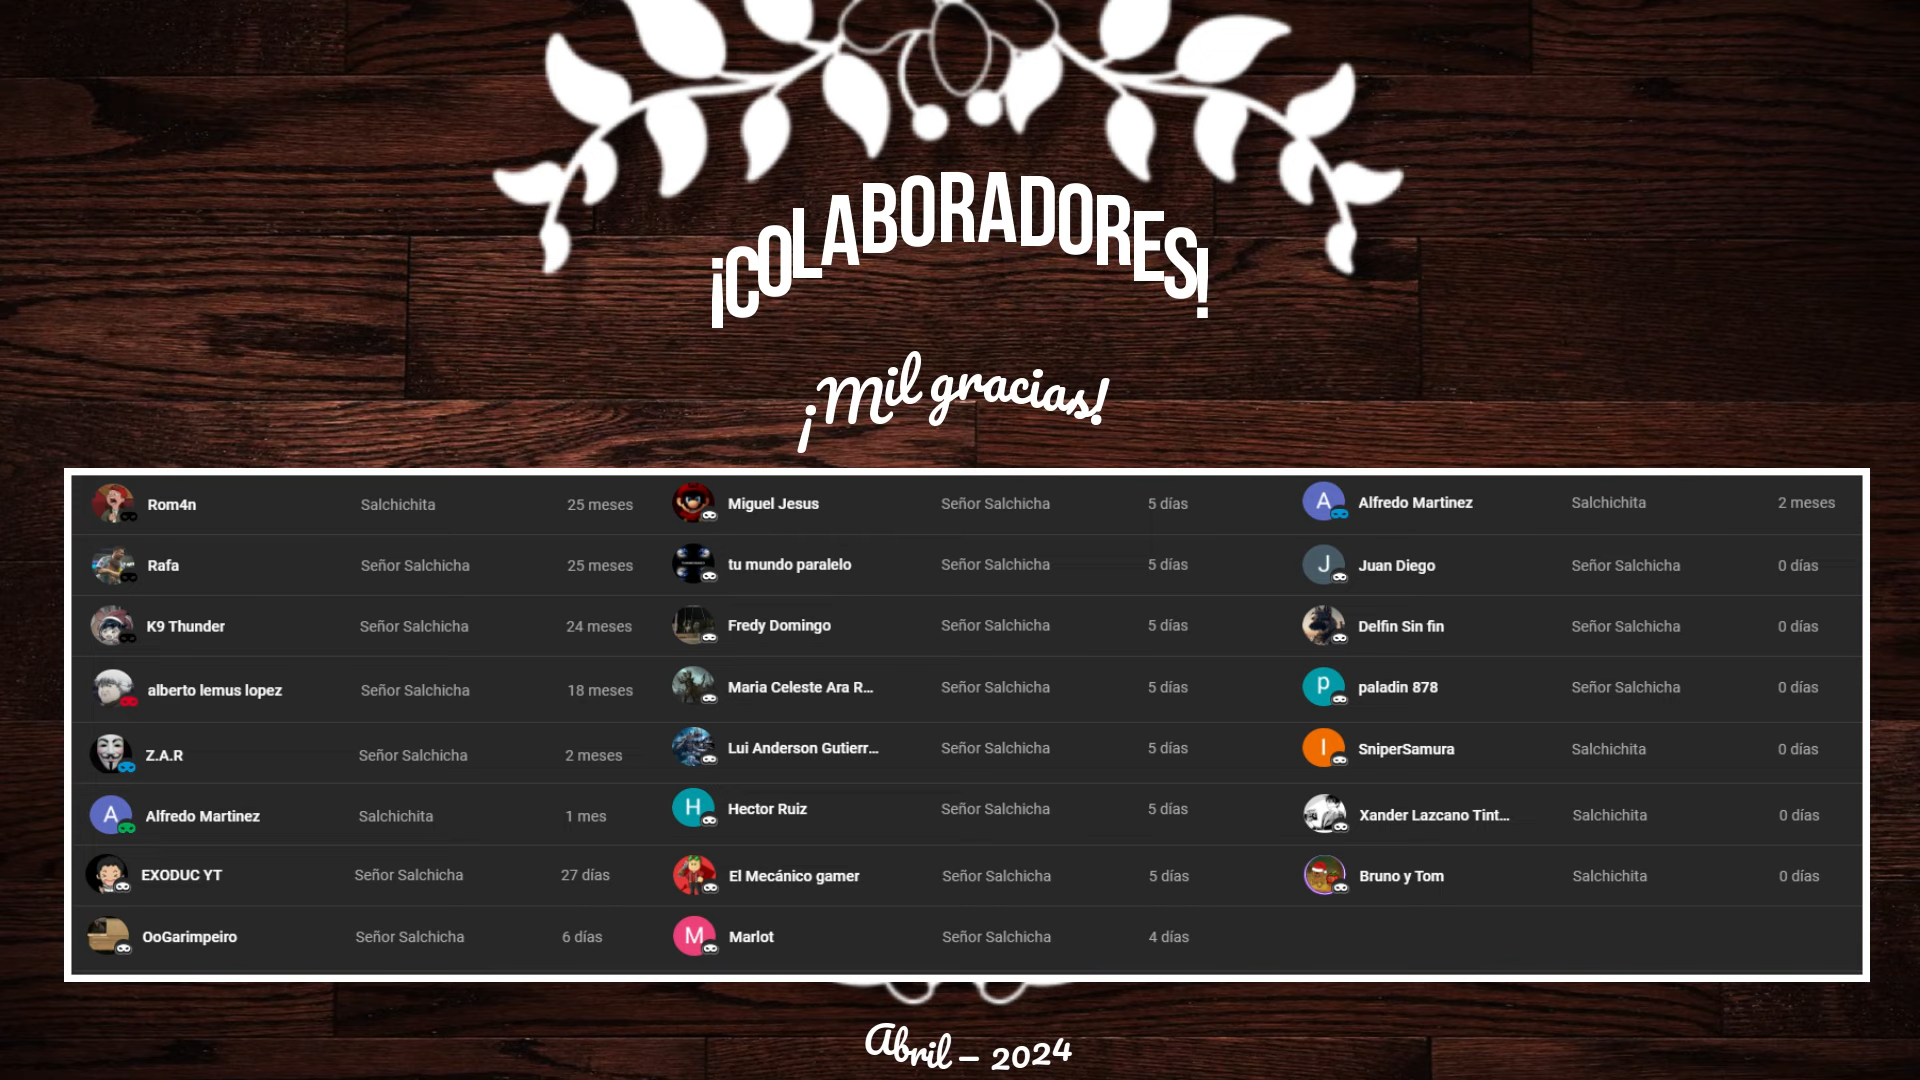 ¡COLABORADORES!
¡Mil gracias!
Rom4n Salchichita 25 meses
Rafa Señor Salchicha 25 meses
K9 Thunder Señor Salchicha 24 meses
alberto lemus lopez Señor Salchicha 18 meses
Z.A.R Señor Salchicha 2 meses
A Alfredo Martinez Salchichita 1 mes
EXODUC YT Señor Salchicha 27 días
OoGarimpeiro Señor Salchicha 6 días
Miguel Jesus Señor Salchicha 5 días
tu mundo paralelo Señor Salchicha 5 días
Fredy Domingo Señor Salchicha 5 días
Maria Celeste Ara R... Señor Salchicha 5 días
Lui Anderson Gutierr... Señor Salchicha 5 días
H Hector Ruiz Señor Salchicha 5 días
El Mecánico gamer Señor Salchicha 5 días
M Marlot Señor Salchicha 4 días
A Alfredo Martinez Salchichita 2 meses
J Juan Diego Señor Salchicha 0 días
Delfin Sin fin Señor Salchicha 0 días
p paladin 878 Señor Salchicha 0 días
I SniperSamura Salchichita 0 días
Xander Lazcano Tint... Salchichita 0 días
Bruno y Tom Salchichita 0 días
Abril – 2024